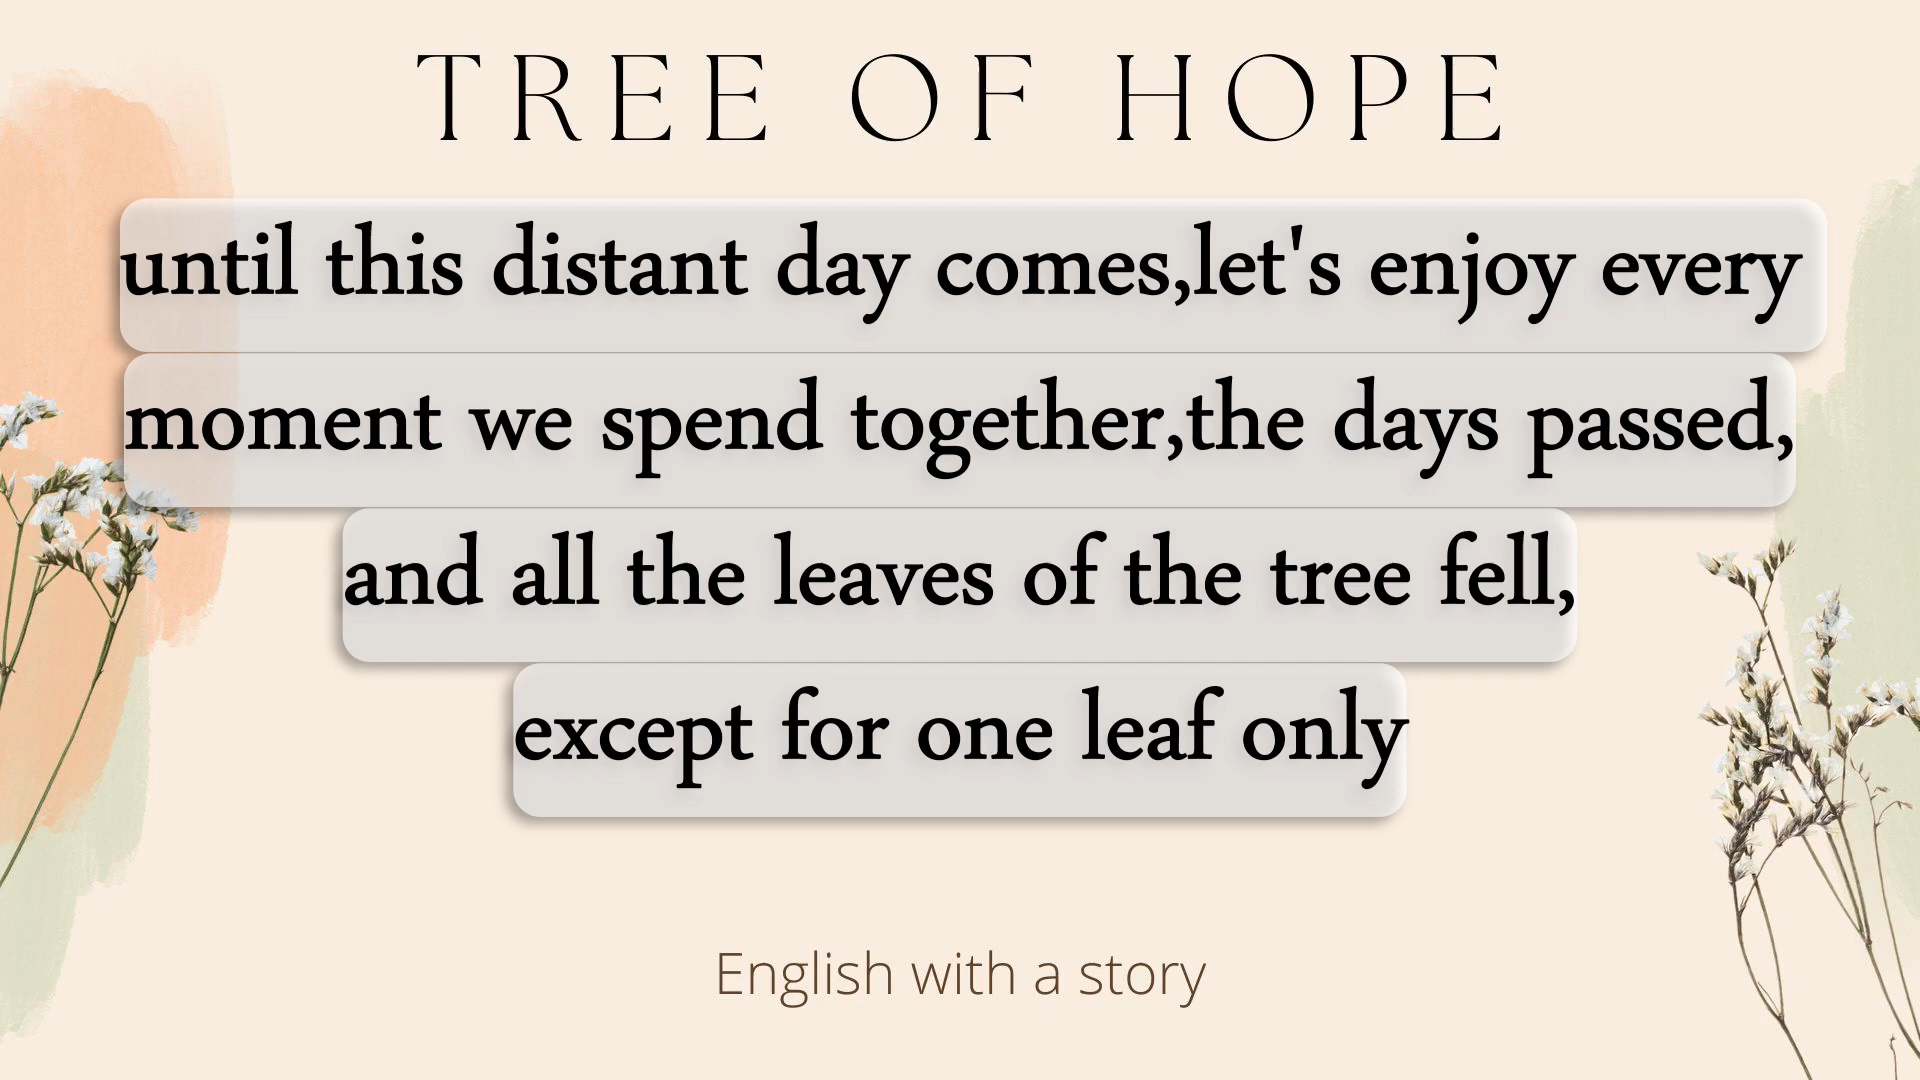 TREE OF HOPE
until this distant day comes,let's enjoy every
moment we spend together,the days passed,
and all the leaves of the tree fell,
except for one leaf only
English with a story